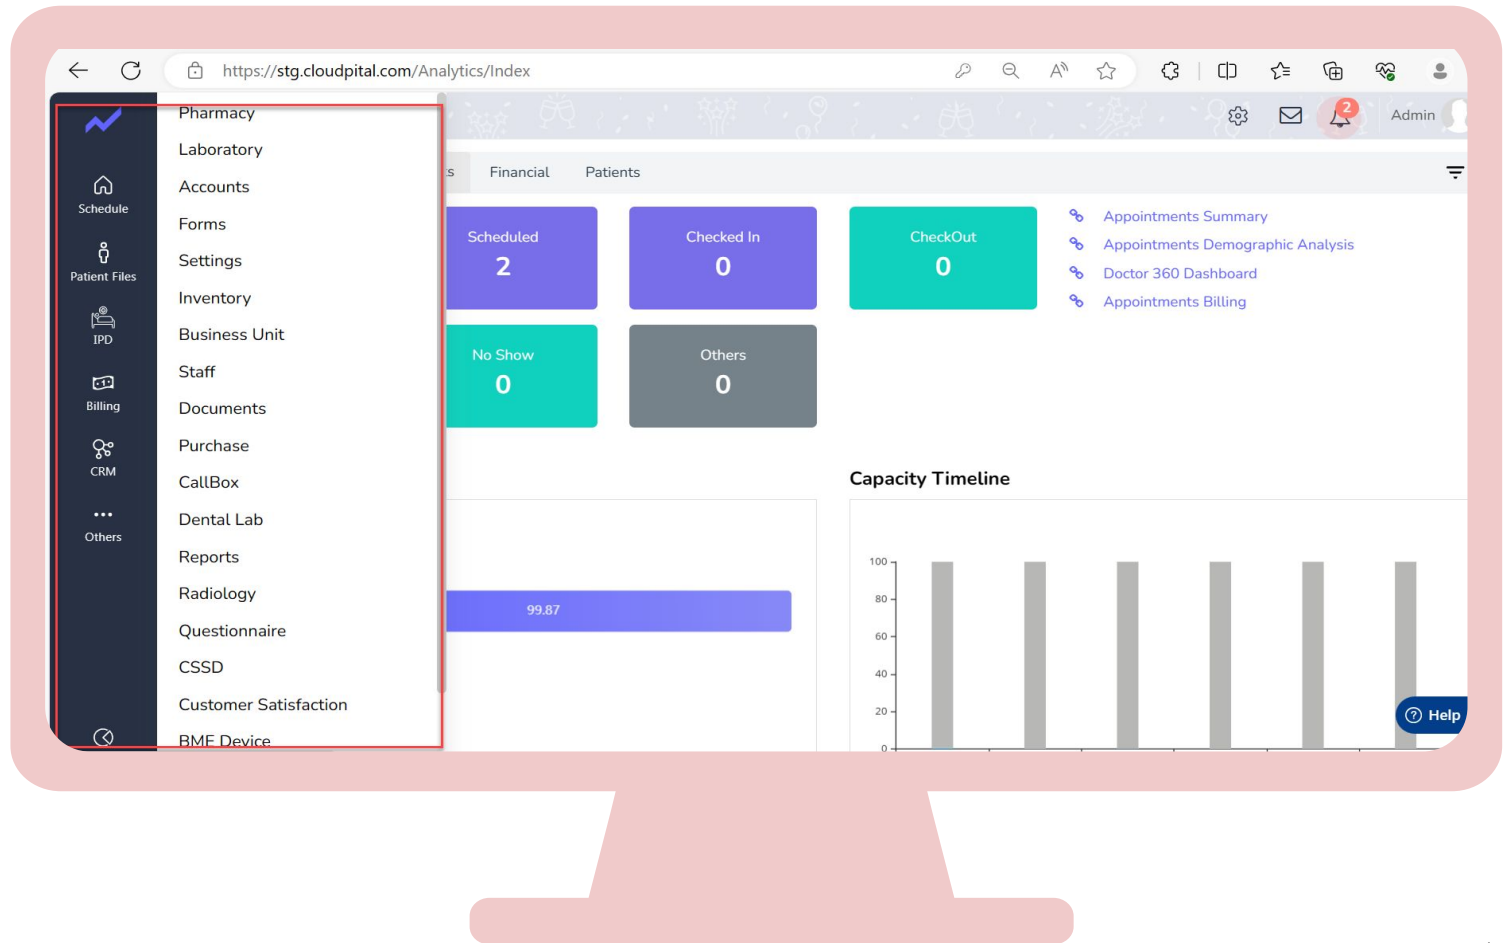 https://stg.cloudpital.com/Analytics/Index
2
Admin
Schedule
Patient Files
IPD
Billing
CRM
Others
Pharmacy
Laboratory
Accounts
Forms
Settings
Inventory
Business Unit
Staff
Documents
Purchase
CallBox
Dental Lab
Reports
Radiology
Questionnaire
CSSD
Customer Satisfaction
BME Device
Financial Patients
Scheduled
2
Checked In
0
CheckOut
0
No Show
0
Others
0
Appointments Summary
Appointments Demographic Analysis
Doctor 360 Dashboard
Appointments Billing
99.87
Capacity Timeline
100
80
60
40
20
0
Help